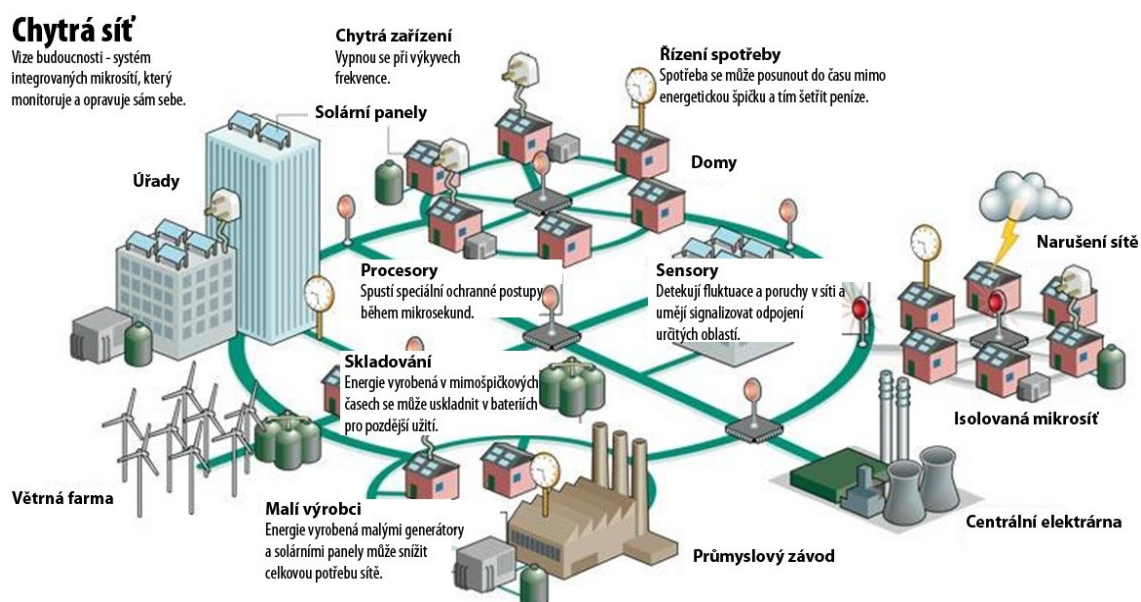 Chytrá síť
Vize budoucnosti - systém
integrovaných mikrosítí, který
monitoruje a opravuje sám sebe.
Chytrá zařízení
Vypnou se při výkyvech
frekvence.
Řízení spotřeby
Spotřeba se může posunout do času mimo
energetickou špičku a tím šetřit peníze.
Solární panely
Domy
Úřady
Narušení sítě
Procesory
Spustí speciální ochranné postupy
během mikrosekund.
Sensory
Detekují fluktuace a poruchy v síti a
umějí signalizovat odpojení
určitých oblastí.
Skladování
Energie vyrobená v mimošpičkových
časech se může uskladnit v bateriích
pro pozdější užití.
Isolovaná mikrosíť
Větrná farma
Malí výrobci
Energie vyrobená malými generátory
a solárními panely může snížit
celkovou potřebu sítě.
Průmyslový závod
Centrální elektrárna